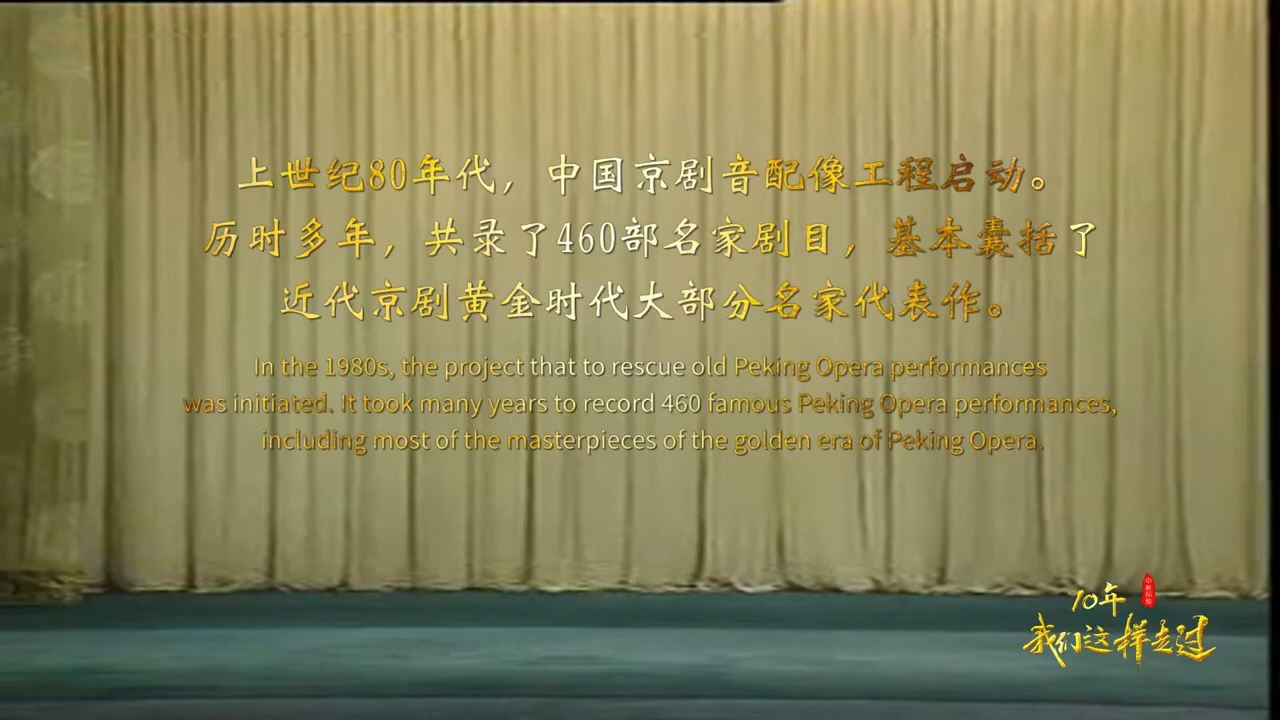 上世纪80年代，中国京剧音配像工程启动。
历时多年，共录了460部名家剧目，基本囊括了
近代京剧黄金时代大部分名家代表作。
In the 1980s, the project that to rescue old Peking Opera performances
was initiated. It took many years to record 460 famous Peking Opera performances,
including most of the masterpieces of the golden era of Peking Opera.
10年
我们这样走过